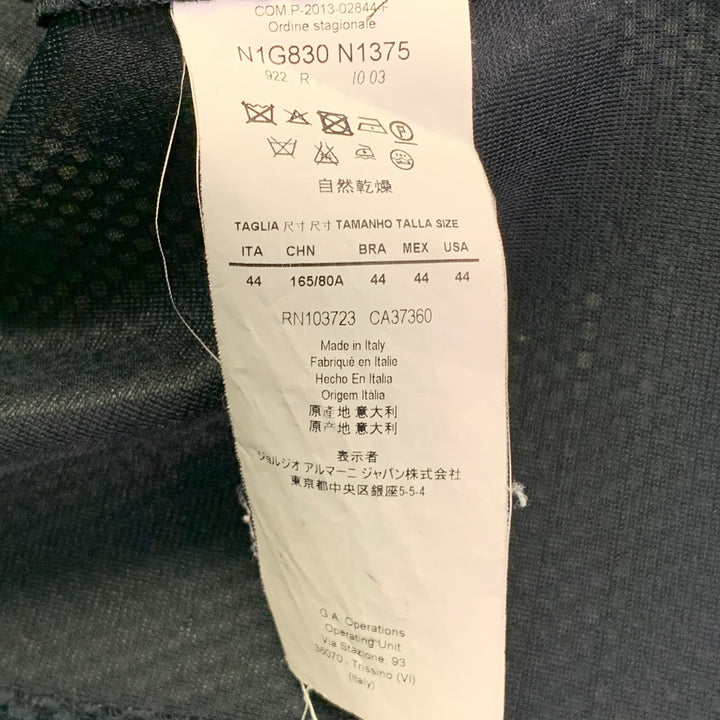 COM P-2013-02844-F
Ordine stagionale
N1G830 N1375
922 R 10 03
自然乾燥
TAGLIA 尺寸 尺寸 TAMANHO TALLA SIZE
ITA CHN BRA MEX USA
44 165/80A 44 44 44
RN103723 CA37360
Made in Italy
Fabriqué en Italie
Hecho En Italia
Origem Itália
原產地 意大利
原产地 意大利
表示者
ジョルジオ アルマーニ ジャパン株式会社
東京都中央区銀座5-5-4
G.A. Operations
Operating Unit
Via Stazione, 93
36070 - Trissino (VI)
(Italy)